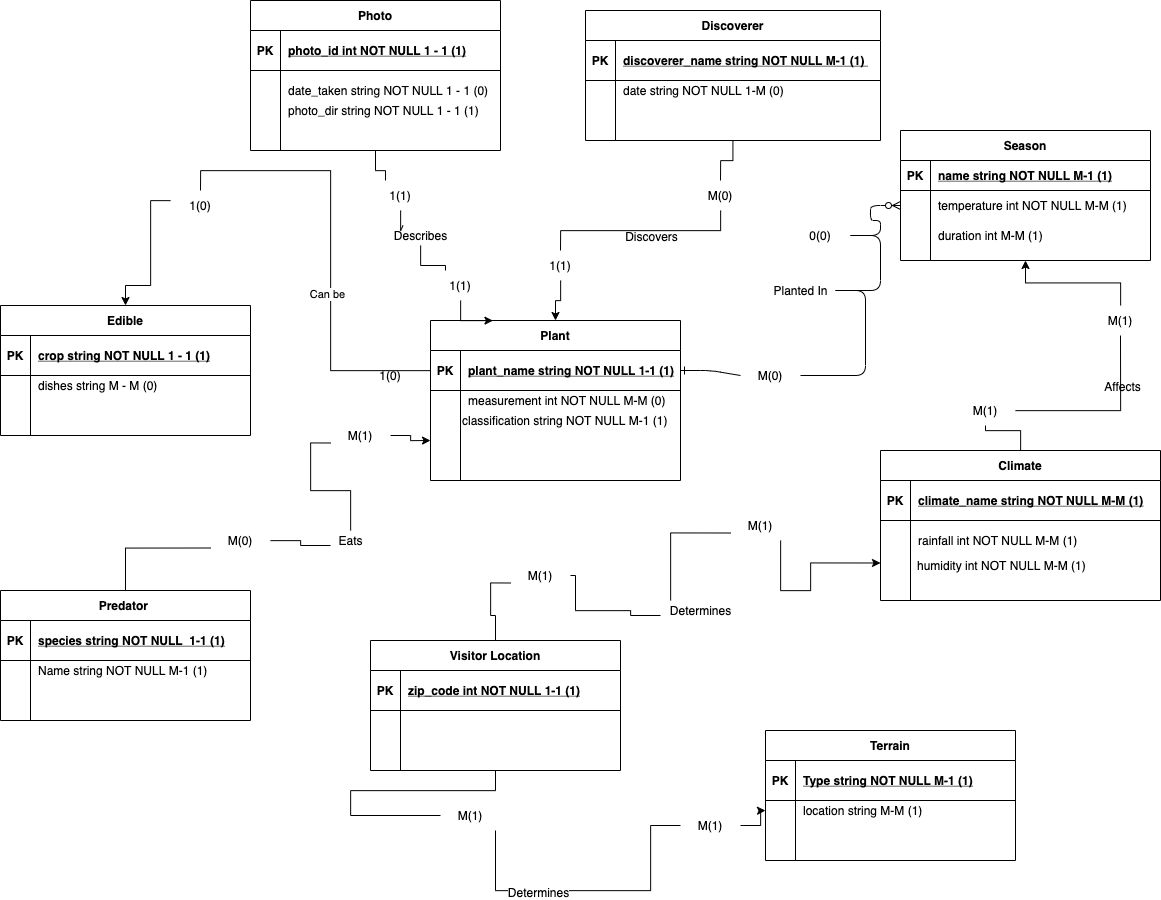 Photo
PK photo_id int NOT NULL 1 - 1 (1)
date_taken string NOT NULL 1 - 1 (0)
photo_dir string NOT NULL 1 - 1 (1)
Discoverer
PK discoverer_name string NOT NULL M-1 (1)
date string NOT NULL 1-M (0)
Season
PK name string NOT NULL M-1 (1)
temperature int NOT NULL M-M (1)
duration int M-M (1)
1(0)
1(1)
M(0)
0(0)
Describes
Discovers
1(1)
1(1)
Can be
Planted In
Edible
PK crop string NOT NULL 1 - 1 (1)
dishes string M - M (0)
Plant
PK plant_name string NOT NULL 1-1 (1)
measurement int NOT NULL M-M (0)
classification string NOT NULL M-1 (1)
1(0)
M(0)
M(1)
Affects
M(1)
M(1)
Climate
PK climate_name string NOT NULL M-M (1)
rainfall int NOT NULL M-M (1)
humidity int NOT NULL M-M (1)
M(0)
Eats
M(1)
M(1)
Determines
Predator
PK species string NOT NULL 1-1 (1)
Name string NOT NULL M-1 (1)
Visitor Location
PK zip_code int NOT NULL 1-1 (1)
Terrain
PK Type string NOT NULL M-1 (1)
location string M-M (1)
M(1)
M(1)
Determines